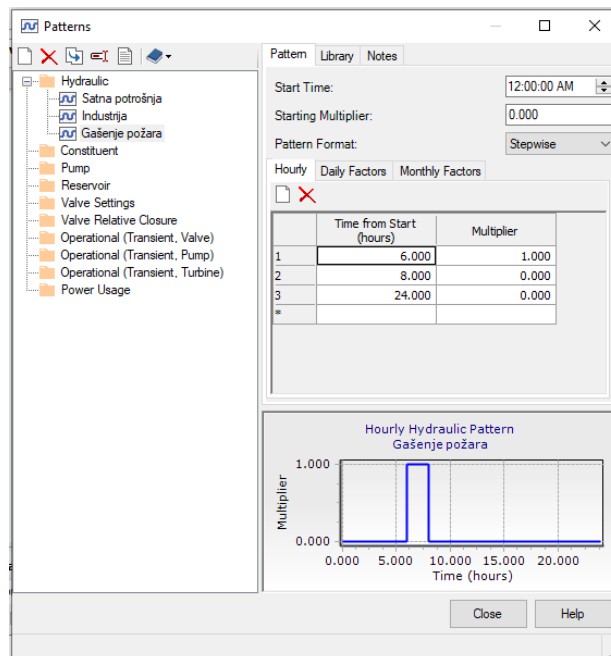 Patterns
Hydraulic
Satna potrošnja
Industrija
Gašenje požara
Constituent
Pump
Reservoir
Valve Settings
Valve Relative Closure
Operational (Transient, Valve)
Operational (Transient, Pump)
Operational (Transient, Turbine)
Power Usage
Pattern Library Notes
Start Time: 12:00:00 AM
Starting Multiplier: 0.000
Pattern Format: Stepwise
Hourly Daily Factors Monthly Factors
Time from Start
(hours) Multiplier
1 6.000 1.000
2 8.000 0.000
3 24.000 0.000
*
Hourly Hydraulic Pattern
Gašenje požara
Multiplier
1.000
0.000
0.000 5.000 10.000 15.000 20.000
Time (hours)
Close Help